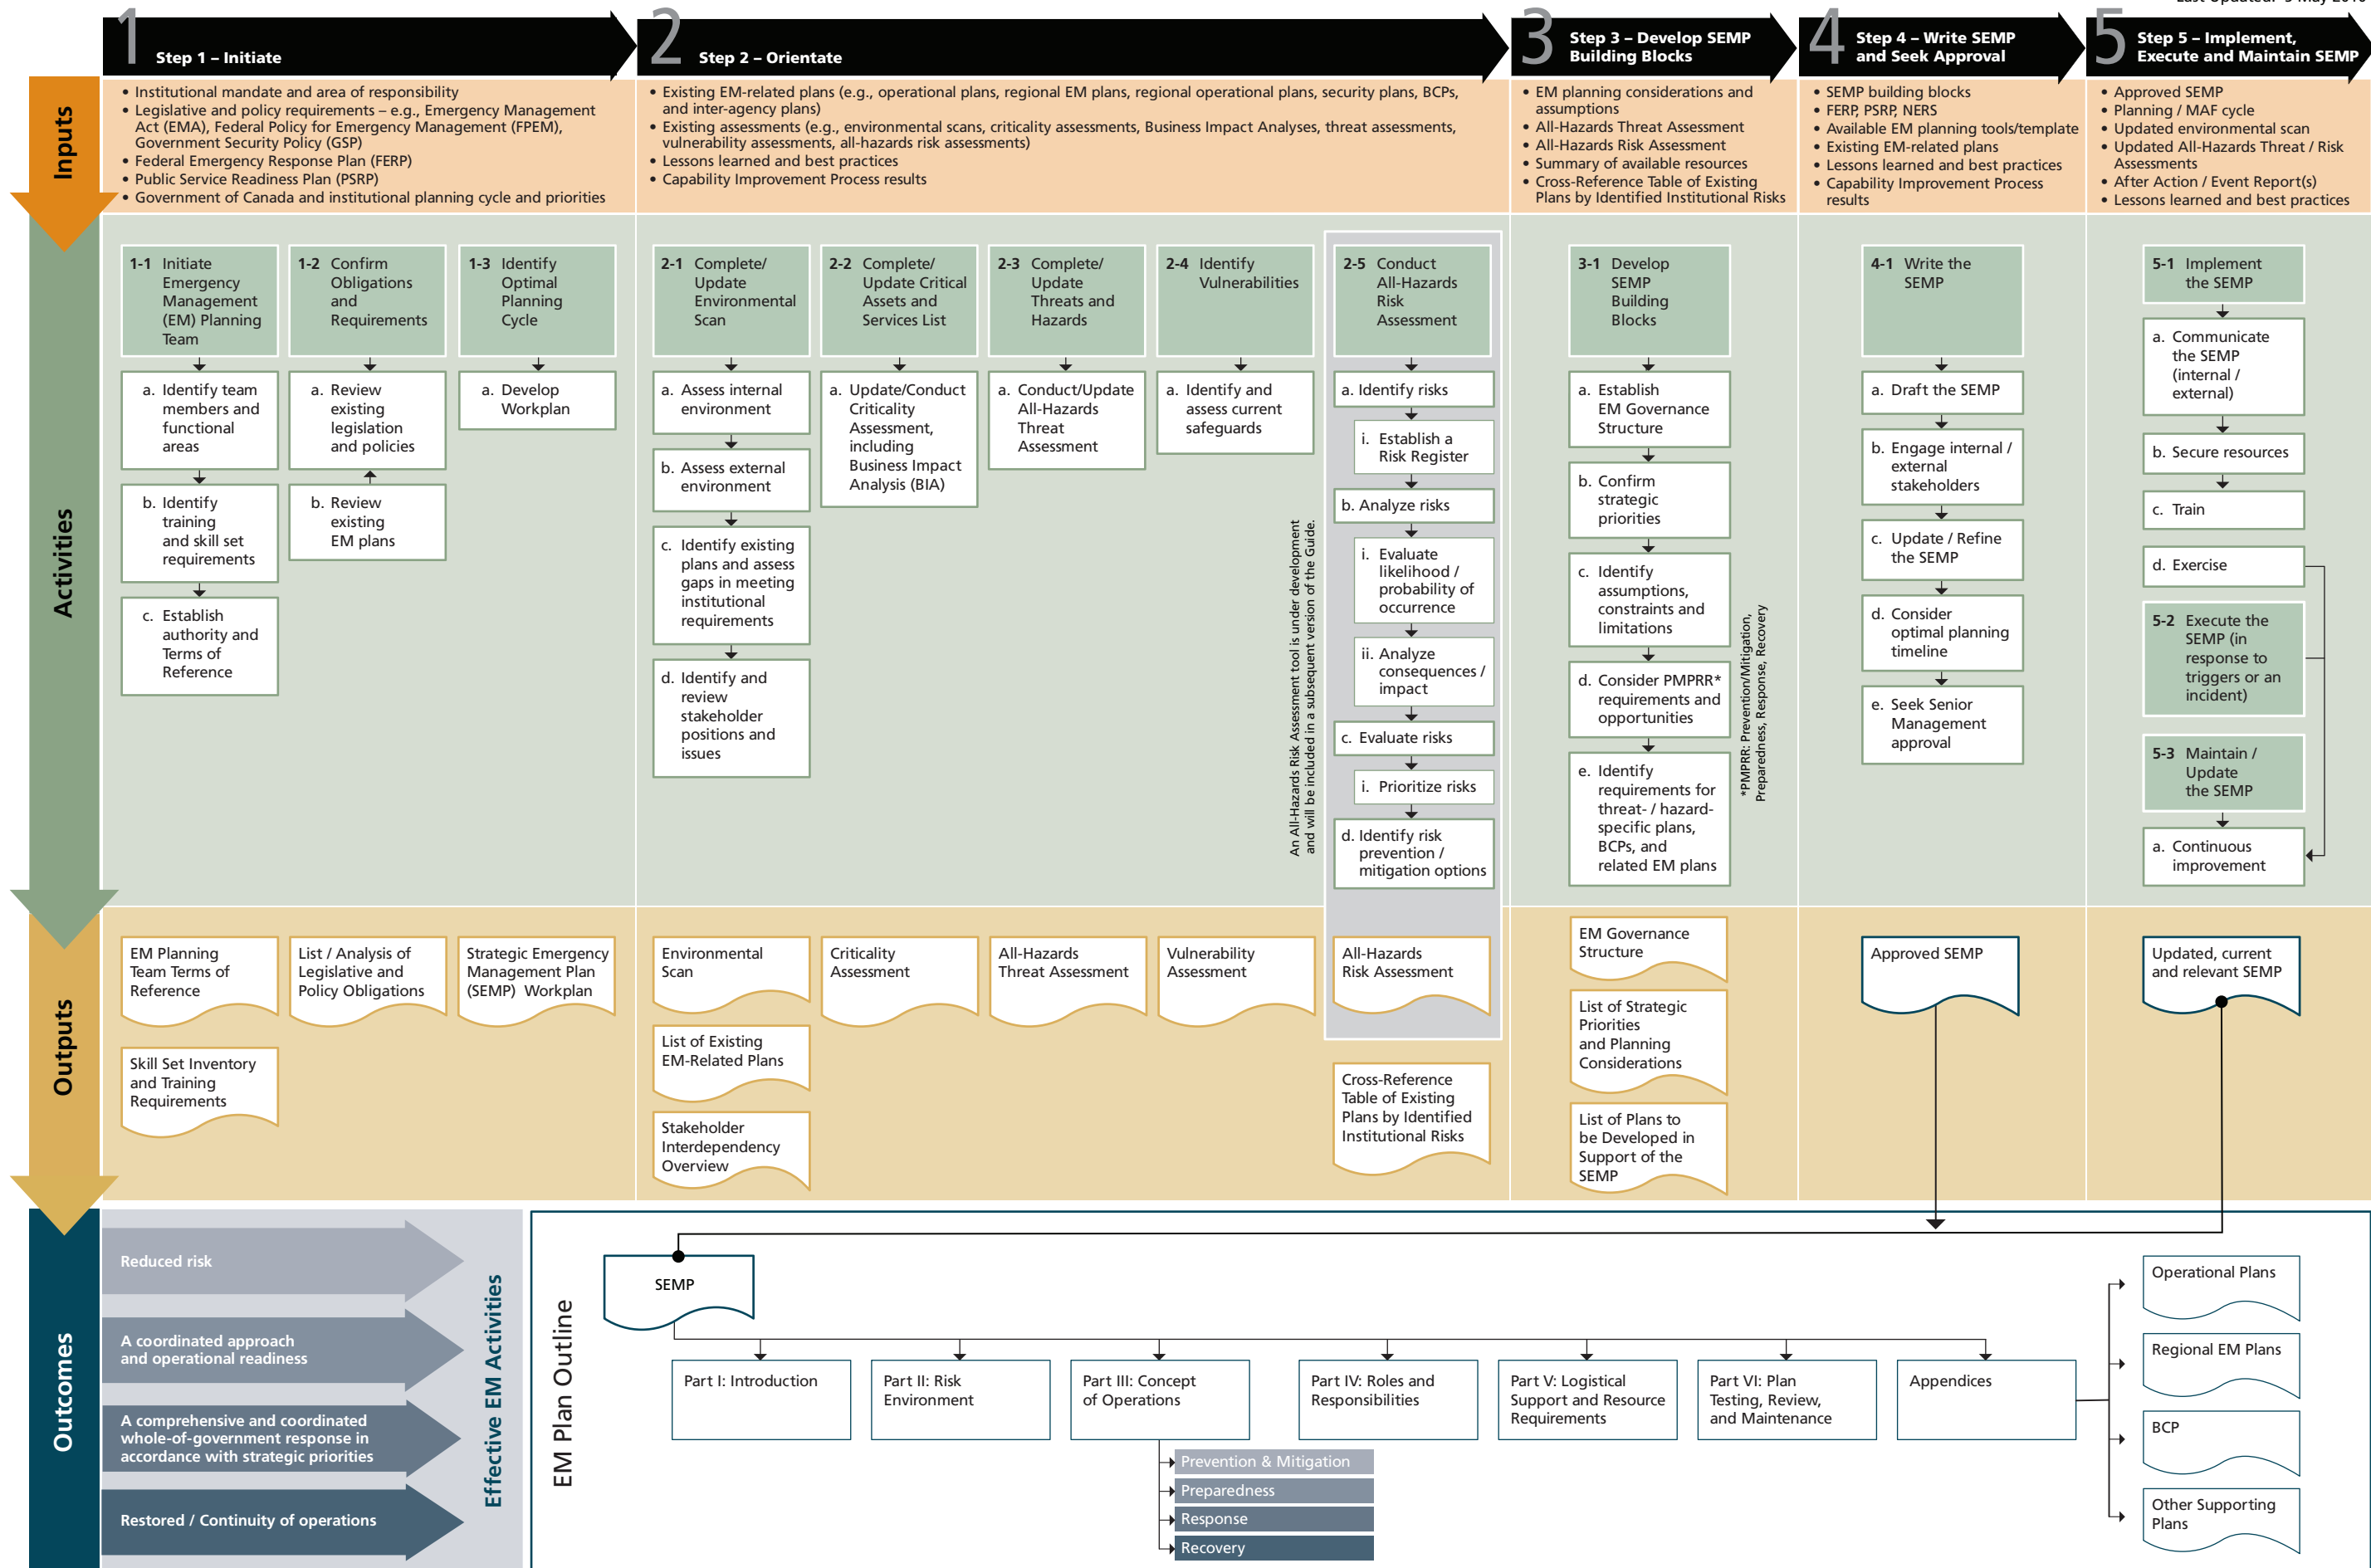 1 Step 1 – Initiate
2 Step 2 – Orientate
3 Step 3 – Develop SEMP
Building Blocks
4 Step 4 – Write SEMP
and Seek Approval
5 Step 5 – Implement,
Execute and Maintain SEMP
Inputs
• Institutional mandate and area of responsibility
• Legislative and policy requirements – e.g., Emergency Management
Act (EMA), Federal Policy for Emergency Management (FPEM),
Government Security Policy (GSP)
• Federal Emergency Response Plan (FERP)
• Public Service Readiness Plan (PSRP)
• Government of Canada and institutional planning cycle and priorities
• Existing EM-related plans (e.g., operational plans, regional EM plans, regional operational plans, security plans, BCPs,
and inter-agency plans)
• Existing assessments (e.g., environmental scans, criticality assessments, Business Impact Analyses, threat assessments,
vulnerability assessments, all-hazards risk assessments)
• Lessons learned and best practices
• Capability Improvement Process results
• EM planning considerations and
assumptions
• All-Hazards Threat Assessment
• All-Hazards Risk Assessment
• Summary of available resources
• Cross-Reference Table of Existing
Plans by Identified Institutional Risks
• SEMP building blocks
• FERP, PSRP, NERS
• Available EM planning tools/template
• Existing EM-related plans
• Lessons learned and best practices
• Capability Improvement Process
results
• Approved SEMP
• Planning / MAF cycle
• Updated environmental scan
• Updated All-Hazards Threat / Risk
Assessments
• After Action / Event Report(s)
• Lessons learned and best practices
Activities
1-1 Initiate
Emergency
Management
(EM) Planning
Team
a. Identify team
members and
functional
areas
b. Identify
training
and skill set
requirements
c. Establish
authority and
Terms of
Reference
1-2 Confirm
Obligations
and
Requirements
a. Review
existing
legislation
and policies
b. Review
existing
EM plans
1-3 Identify
Optimal
Planning
Cycle
a. Develop
Workplan
2-1 Complete/
Update
Environmental
Scan
a. Assess internal
environment
b. Assess external
environment
c. Identify existing
plans and assess
gaps in meeting
institutional
requirements
d. Identify and
review
stakeholder
positions and
issues
2-2 Complete/
Update Critical
Assets and
Services List
a. Update/Conduct
Criticality
Assessment,
including
Business Impact
Analysis (BIA)
2-3 Complete/
Update
Threats and
Hazards
a. Conduct/Update
All-Hazards
Threat
Assessment
2-4 Identify
Vulnerabilities
a. Identify and
assess current
safeguards
An All-Hazards Risk Assessment tool is under development
and will be included in a subsequent version of the Guide.
2-5 Conduct
All-Hazards
Risk
Assessment
a. Identify risks
i. Establish a
Risk Register
b. Analyze risks
i. Evaluate
likelihood /
probability of
occurrence
ii. Analyze
consequences /
impact
c. Evaluate risks
i. Prioritize risks
d. Identify risk
prevention /
mitigation options
3-1 Develop
SEMP
Building
Blocks
a. Establish
EM Governance
Structure
b. Confirm
strategic
priorities
c. Identify
assumptions,
constraints and
limitations
d. Consider PMPRR*
requirements and
opportunities
e. Identify
requirements for
threat- / hazard-
specific plans,
BCPs, and
related EM plans
*PMPRR: Prevention/Mitigation,
Preparedness, Response, Recovery
4-1 Write the
SEMP
a. Draft the SEMP
b. Engage internal /
external
stakeholders
c. Update / Refine
the SEMP
d. Consider
optimal planning
timeline
e. Seek Senior
Management
approval
5-1 Implement
the SEMP
a. Communicate
the SEMP
(internal /
external)
b. Secure resources
c. Train
d. Exercise
5-2 Execute the
SEMP (in
response to
triggers or an
incident)
5-3 Maintain /
Update
the SEMP
a. Continuous
improvement
Outputs
EM Planning
Team Terms of
Reference
Skill Set Inventory
and Training
Requirements
List / Analysis of
Legislative and
Policy Obligations
Strategic Emergency
Management Plan
(SEMP) Workplan
Environmental
Scan
List of Existing
EM-Related Plans
Stakeholder
Interdependency
Overview
Criticality
Assessment
All-Hazards
Threat Assessment
Vulnerability
Assessment
All-Hazards
Risk Assessment
Cross-Reference
Table of Existing
Plans by Identified
Institutional Risks
EM Governance
Structure
List of Strategic
Priorities
and Planning
Considerations
List of Plans to
be Developed in
Support of the
SEMP
Approved SEMP
Updated, current
and relevant SEMP
Outcomes
Reduced risk
A coordinated approach
and operational readiness
A comprehensive and coordinated
whole-of-government response in
accordance with strategic priorities
Restored / Continuity of operations
Effective EM Activities
EM Plan Outline
SEMP
Part I: Introduction
Part II: Risk
Environment
Part III: Concept
of Operations
Prevention & Mitigation
Preparedness
Response
Recovery
Part IV: Roles and
Responsibilities
Part V: Logistical
Support and Resource
Requirements
Part VI: Plan
Testing, Review,
and Maintenance
Appendices
Operational Plans
Regional EM Plans
BCP
Other Supporting
Plans